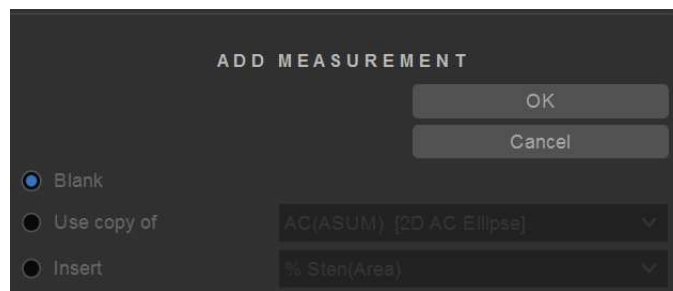 ADD MEASUREMENT
OK
Cancel
Blank
Use copy of AC(ASUM) [2D AC Ellipse]
Insert % Sten(Area)